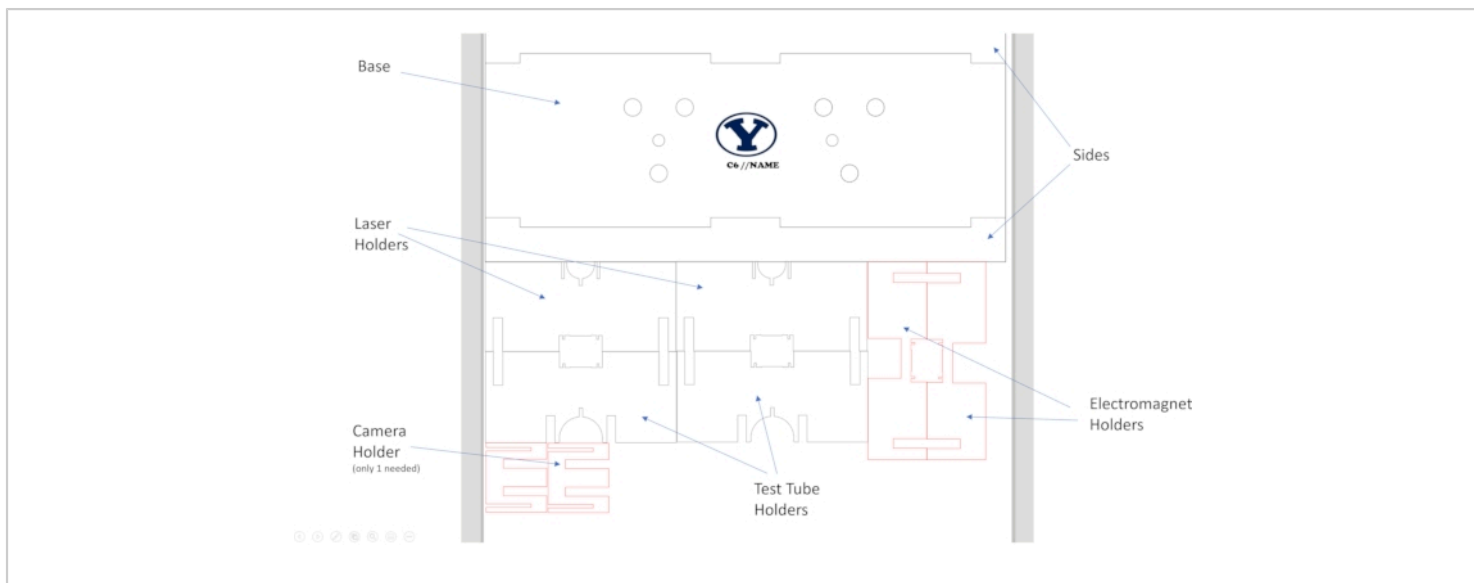 Base
Y
C6 //NAME
Sides
Laser
Holders
Electromagnet
Holders
Camera
Holder
(only 1 needed)
Test Tube
Holders